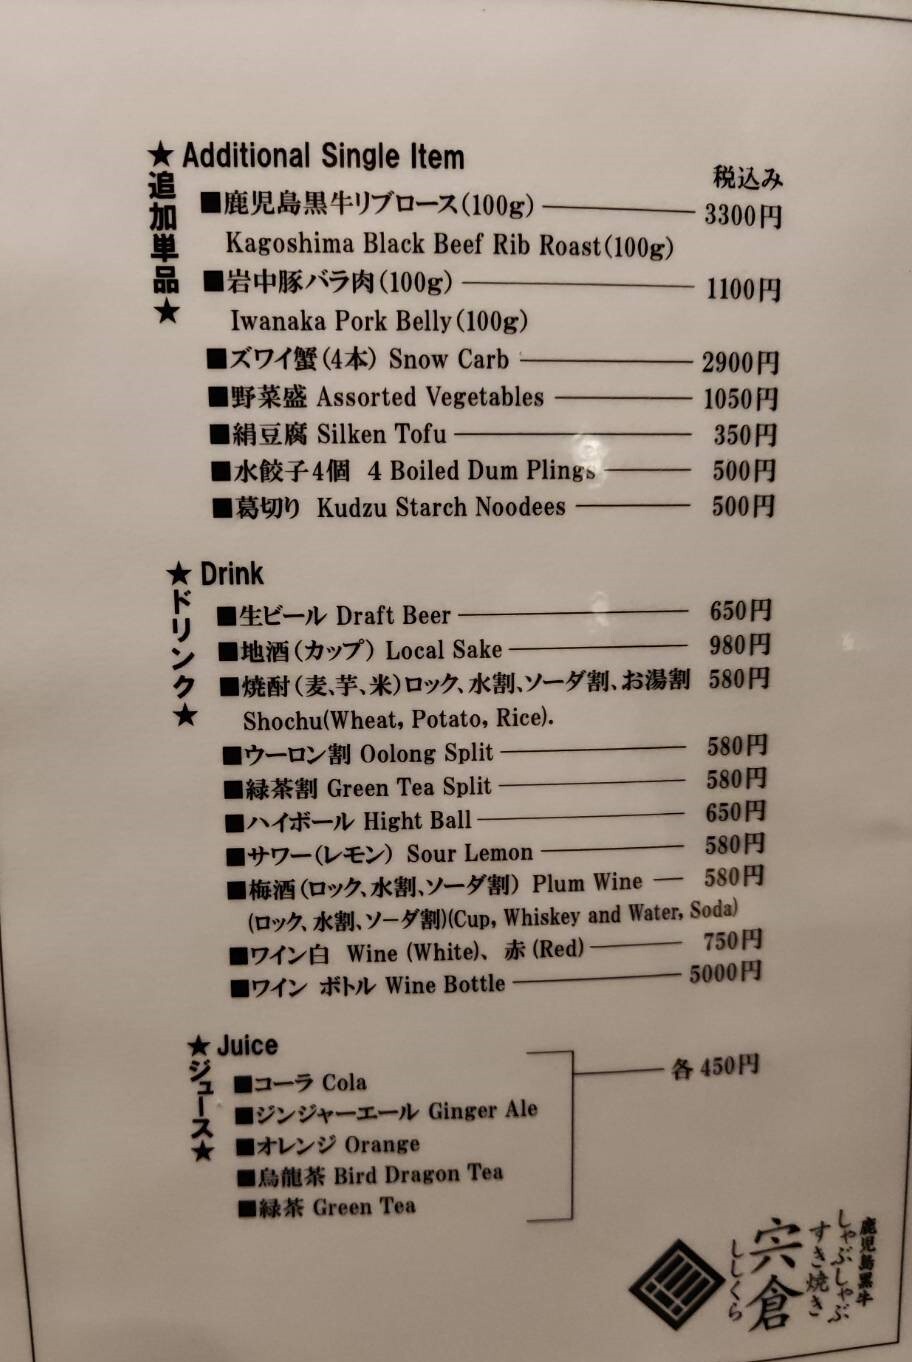 ★ Additional Single Item
★追加単品★
税込み
■鹿児島黒牛リブロース(100g) 3300円
Kagoshima Black Beef Rib Roast(100g)
■岩中豚バラ肉(100g) 1100円
Iwanaka Pork Belly(100g)
■ズワイ蟹(4本) Snow Carb 2900円
■野菜盛 Assorted Vegetables 1050円
■絹豆腐 Silken Tofu 350円
■水餃子4個 4 Boiled Dum Plings 500円
■葛切り Kudzu Starch Noodees 500円
★ Drink
ドリンク★
■生ビール Draft Beer 650円
■地酒(カップ) Local Sake 980円
■焼酎(麦、芋、米)ロック、水割、ソーダ割、お湯割 580円
Shochu(Wheat, Potato, Rice).
■ウーロン割 Oolong Split 580円
■緑茶割 Green Tea Split 580円
■ハイボール Hight Ball 650円
■サワー(レモン) Sour Lemon 580円
■梅酒(ロック、水割、ソーダ割) Plum Wine 580円
(ロック、水割、ソーダ割)(Cup, Whiskey and Water, Soda)
■ワイン白 Wine (White)、赤(Red) 750円
■ワイン ボトル Wine Bottle 5000円
★ Juice
ジュース★
各450円
■コーラ Cola
■ジンジャーエール Ginger Ale
■オレンジ Orange
■烏龍茶 Bird Dragon Tea
■緑茶 Green Tea
鹿児島黒牛
しゃぶしゃぶ
すき焼き
宍倉
ししくら